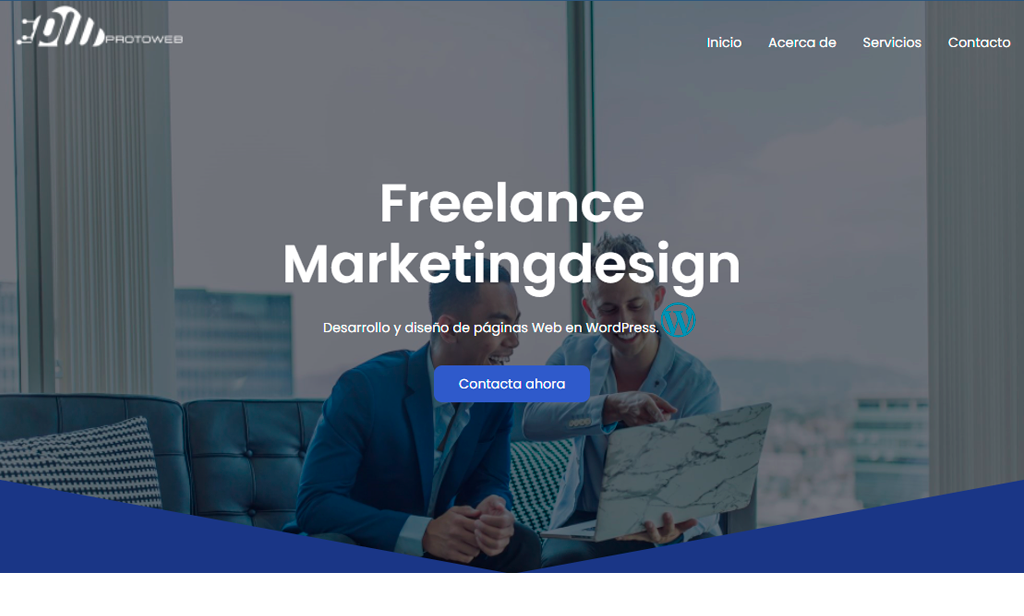 PROTOWEB
Inicio Acerca de Servicios Contacto
Freelance
Marketingdesign
Desarrollo y diseño de páginas Web en WordPress.
Contacta ahora